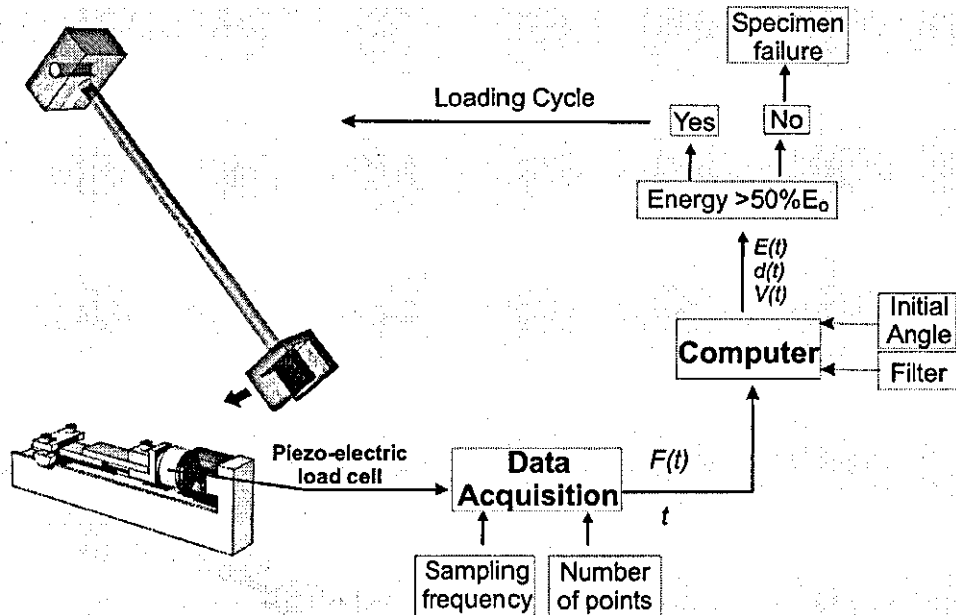 Specimen
failure
Loading Cycle
Yes
No
Energy >50%E₀
E(t)
d(t)
V(t)
Initial
Angle
Computer
Filter
Piezo-electric
load cell
Data
Acquisition
F(t)
t
Sampling
frequency
Number
of points